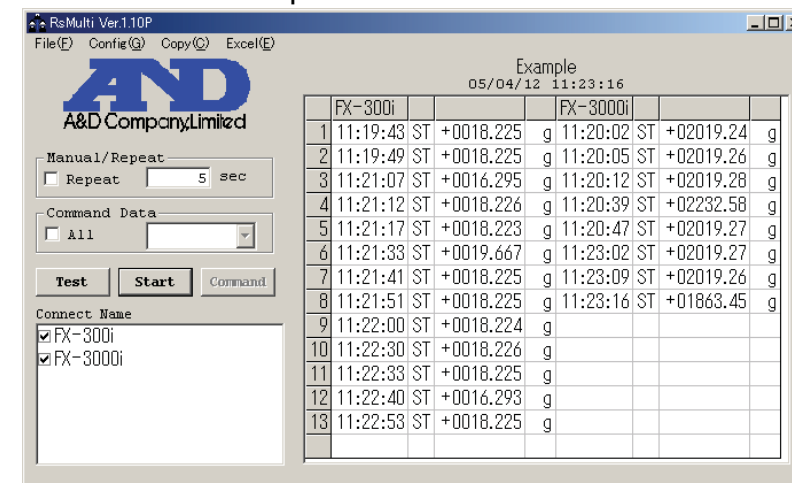 RsMulti Ver.1.10P
File(F) Config(G) Copy(C) Excel(E)
AND
A&D Company,Limited
Manual/Repeat
Repeat 5 sec
Command Data
All
Test Start Command
Connect Name
FX-300i
FX-3000i
Example
05/04/12 11:23:16
FX-300i FX-3000i
1 11:19:43 ST +0018.225 g 11:20:02 ST +02019.24 g
2 11:19:49 ST +0018.225 g 11:20:05 ST +02019.26 g
3 11:21:07 ST +0016.295 g 11:20:12 ST +02019.28 g
4 11:21:12 ST +0018.226 g 11:20:39 ST +02232.58 g
5 11:21:17 ST +0018.223 g 11:20:47 ST +02019.27 g
6 11:21:33 ST +0019.667 g 11:23:02 ST +02019.27 g
7 11:21:41 ST +0018.225 g 11:23:09 ST +02019.26 g
8 11:21:51 ST +0018.225 g 11:23:16 ST +01863.45 g
9 11:22:00 ST +0018.224 g
10 11:22:30 ST +0018.226 g
11 11:22:33 ST +0018.225 g
12 11:22:40 ST +0016.293 g
13 11:22:53 ST +0018.225 g